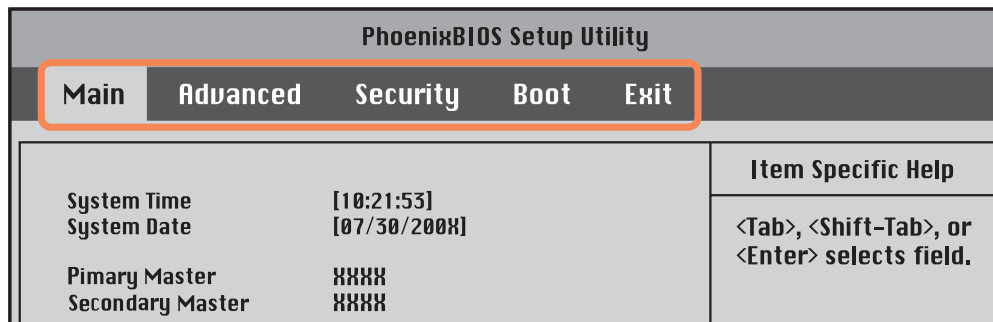 PhoenixBIOS Setup Utility
Main Advanced Security Boot Exit
System Time [10:21:53]
System Date [07/30/200X]
Pimary Master XXXX
Secondary Master XXXX
Item Specific Help
<Tab>, <Shift-Tab>, or
<Enter> selects field.